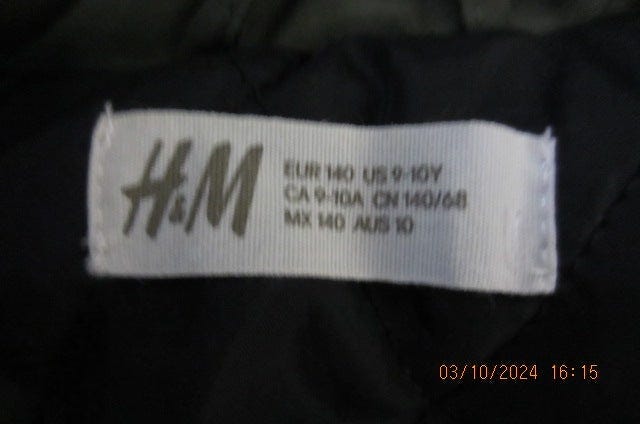 H&M
EUR 140 US 9-10Y
CA 9-10A CN 140/68
MX 140 AUS 10
03/10/2024 16:15